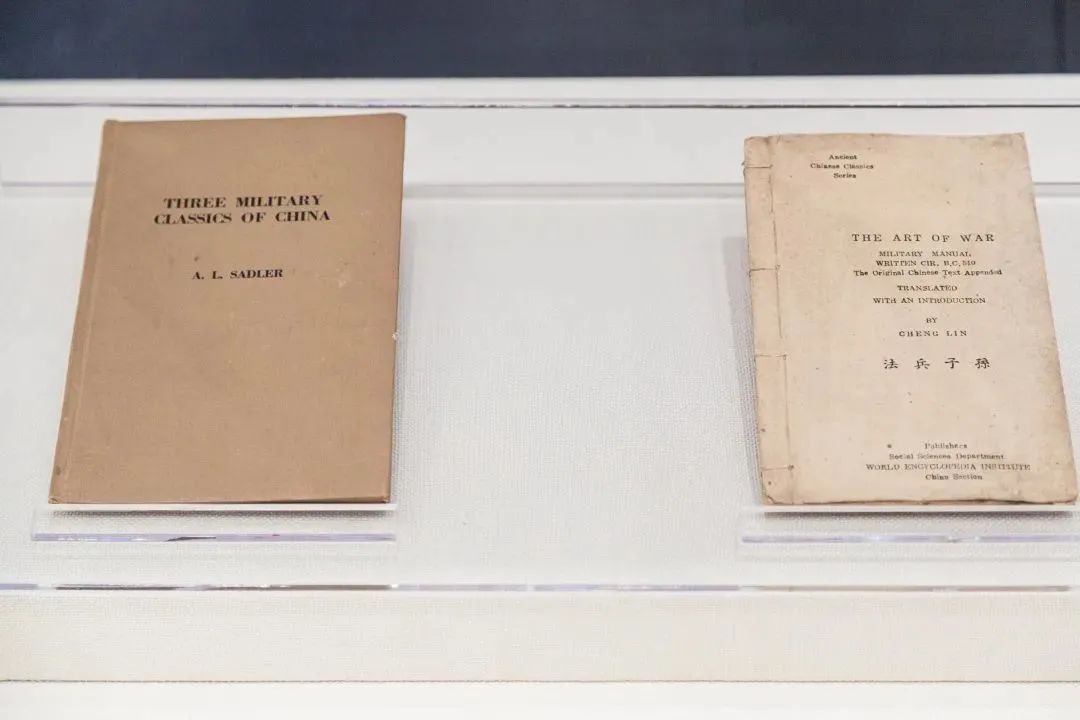 THREE MILITARY
CLASSICS OF CHINA
A. L. SADLER
Ancient
Chinese Classics
Series
THE ART OF WAR
MILITARY MANUAL
WRITTEN CIR. B.C. 510
The Original Chinese Text Appended
TRANSLATED
WITH AN INTRODUCTION
BY
CHENG LIN
法 兵 子 孫
Publishers
Social Sciences Department
WORLD ENCYCLOPEDIA INSTITUTE
China Section